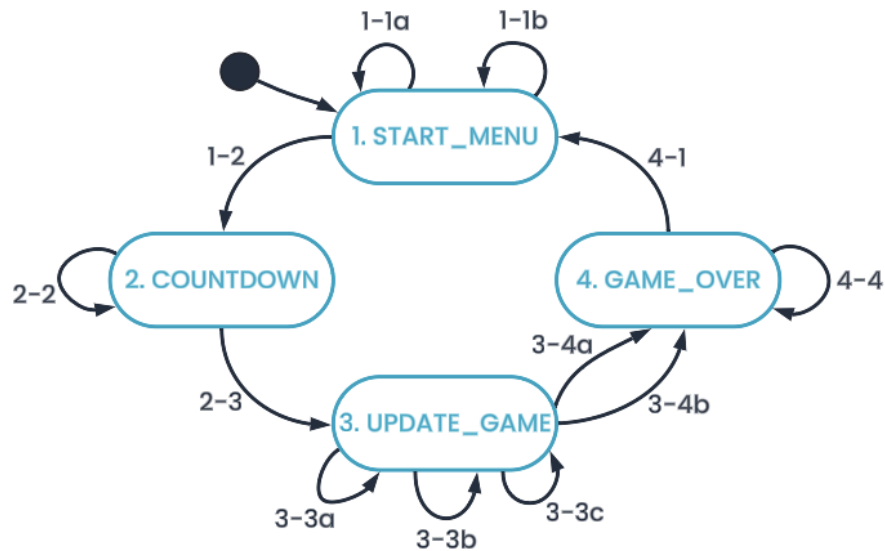 1-1a
1-1b
1. START_MENU
1-2
4-1
2. COUNTDOWN
4. GAME_OVER
2-2
4-4
3-4a
2-3
3-4b
3. UPDATE_GAME
3-3a
3-3b
3-3c